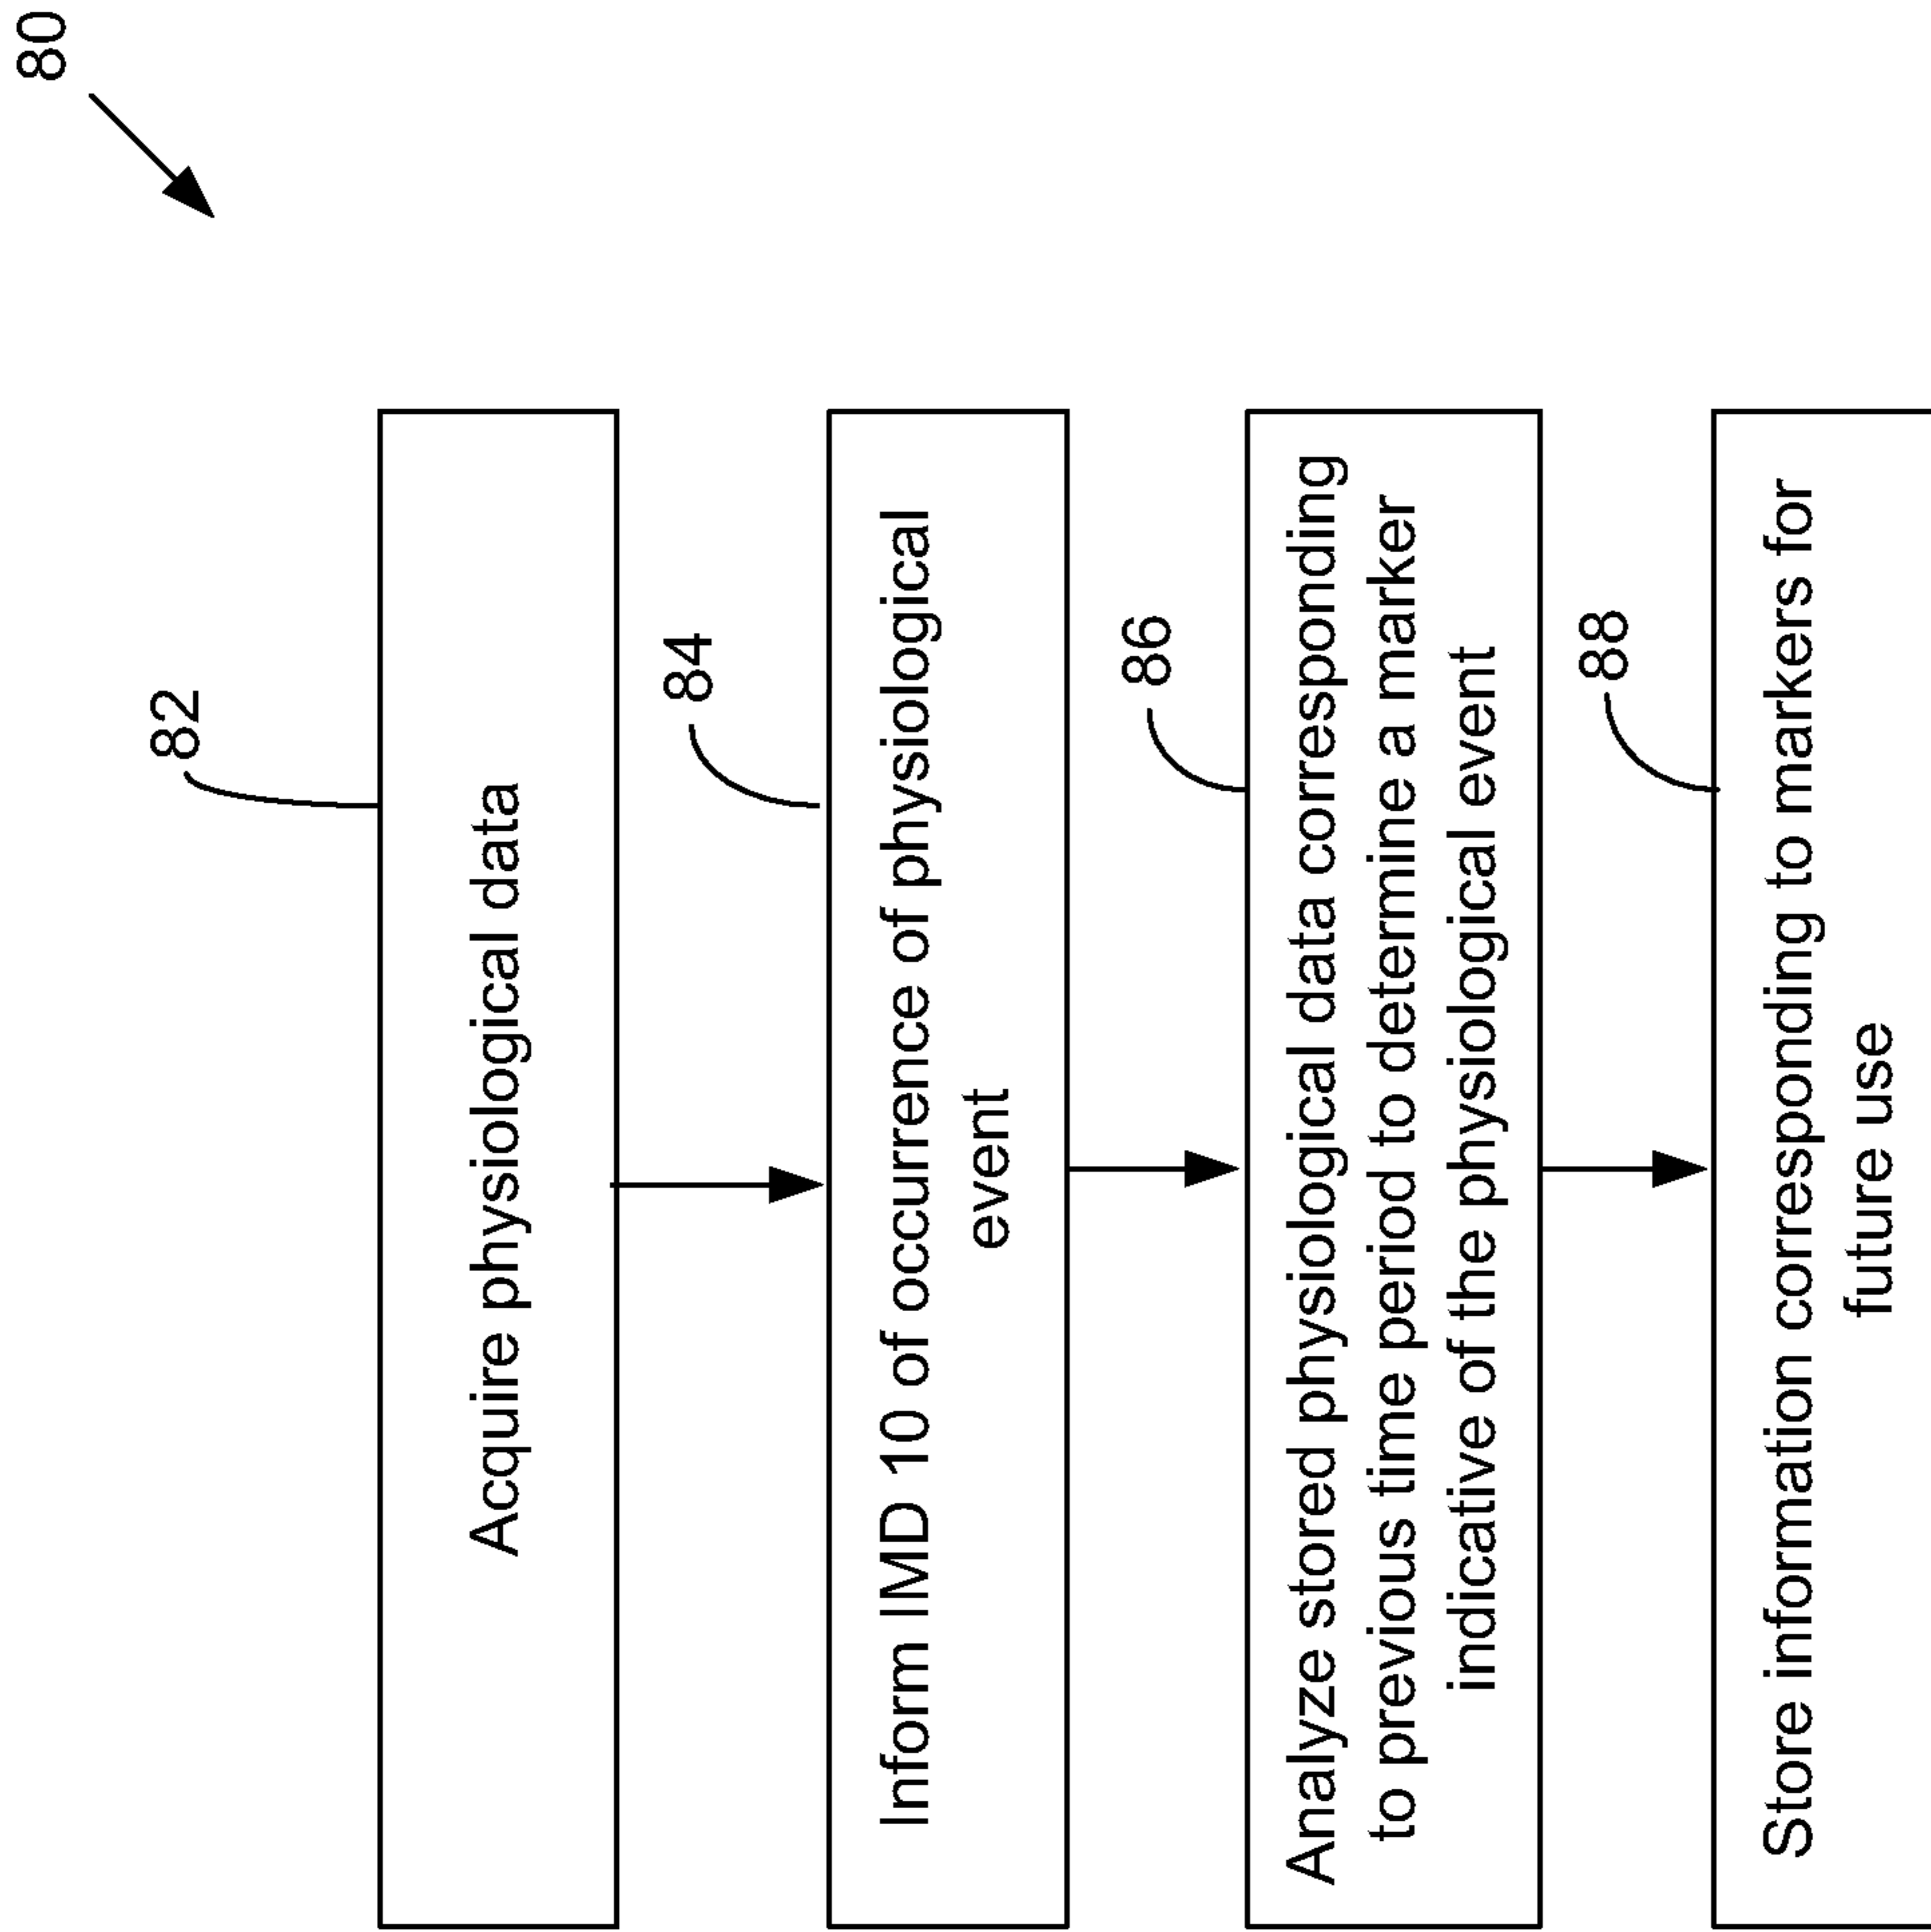 80
82
Acquire physiological data
84
Inform IMD 10 of occurrence of physiological
event
86
Analyze stored physiological data corresponding
to previous time period to determine a marker
indicative of the physiological event
88
Store information corresponding to markers for
future use